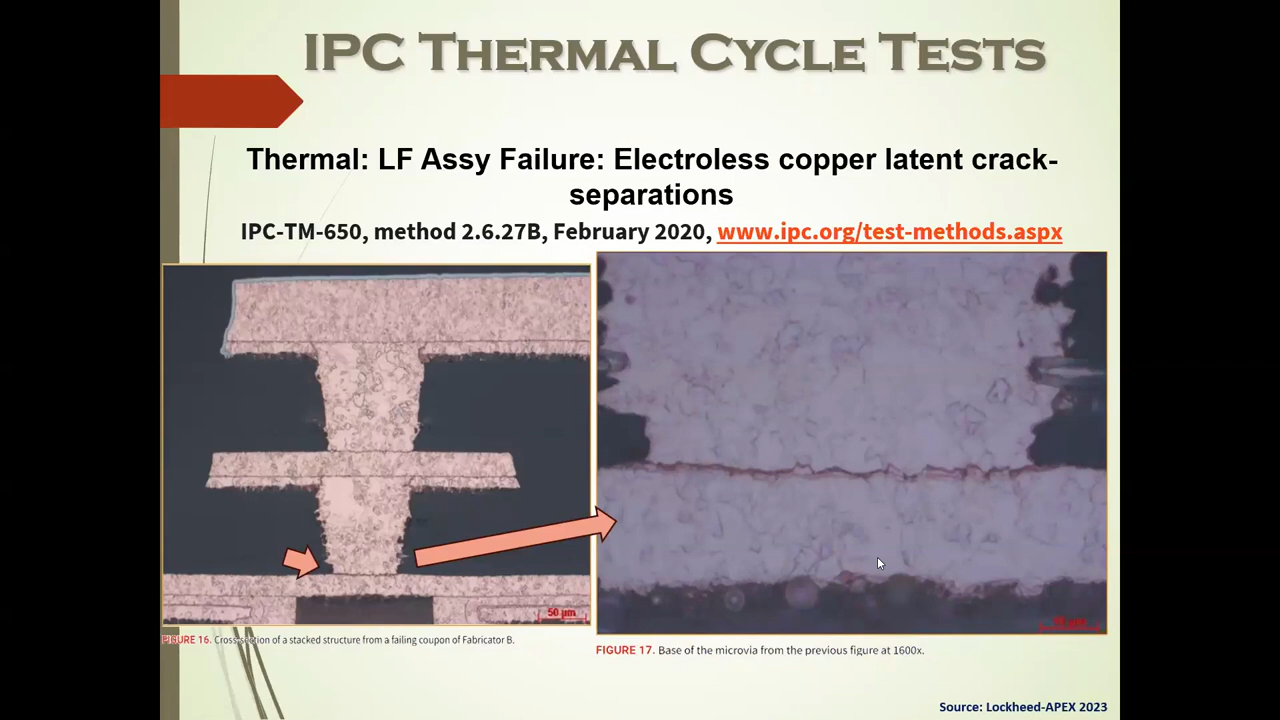 IPC THERMAL CYCLE TESTS
Thermal: LF Assy Failure: Electroless copper latent crack-
separations
IPC-TM-650, method 2.6.27B, February 2020, www.ipc.org/test-methods.aspx
50 µm
FIGURE 16. Cross-section of a stacked structure from a failing coupon of Fabricator B.
FIGURE 17. Base of the microvia from the previous figure at 1600x.
Source: Lockheed-APEX 2023